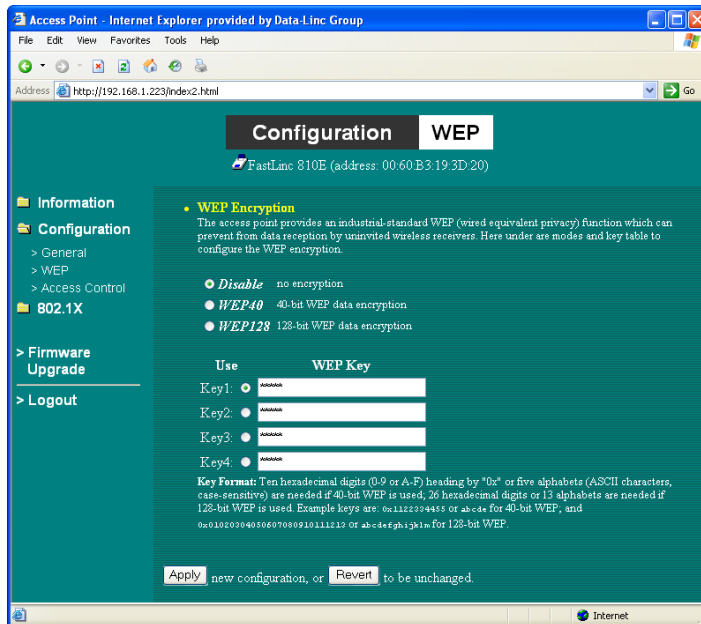 Access Point - Internet Explorer provided by Data-Linc Group
File Edit View Favorites Tools Help
Address http://192.168.1.223/index2.html Go
Configuration WEP
FastLinc 810E (address: 00:60:B3:19:3D:20)
Information
Configuration
> General
> WEP
> Access Control
802.1X
> Firmware
Upgrade
> Logout
• WEP Encryption
The access point provides an industrial-standard WEP (wired equivalent privacy) function which can
prevent from data reception by uninvited wireless receivers. Here under are modes and key table to
configure the WEP encryption.
Disable no encryption
WEP40 40-bit WEP data encryption
WEP128 128-bit WEP data encryption
Use WEP Key
Key1: *****
Key2: *****
Key3: *****
Key4: *****
Key Format: Ten hexadecimal digits (0-9 or A-F) heading by "0x" or five alphabets (ASCII characters,
case-sensitive) are needed if 40-bit WEP is used; 26 hexadecimal digits or 13 alphabets are needed if
128-bit WEP is used. Example keys are: 0x1122334455 or abcde for 40-bit WEP; and
0x01020304050607080910111213 or abcdefghijklm for 128-bit WEP.
Apply new configuration, or Revert to be unchanged.
Internet